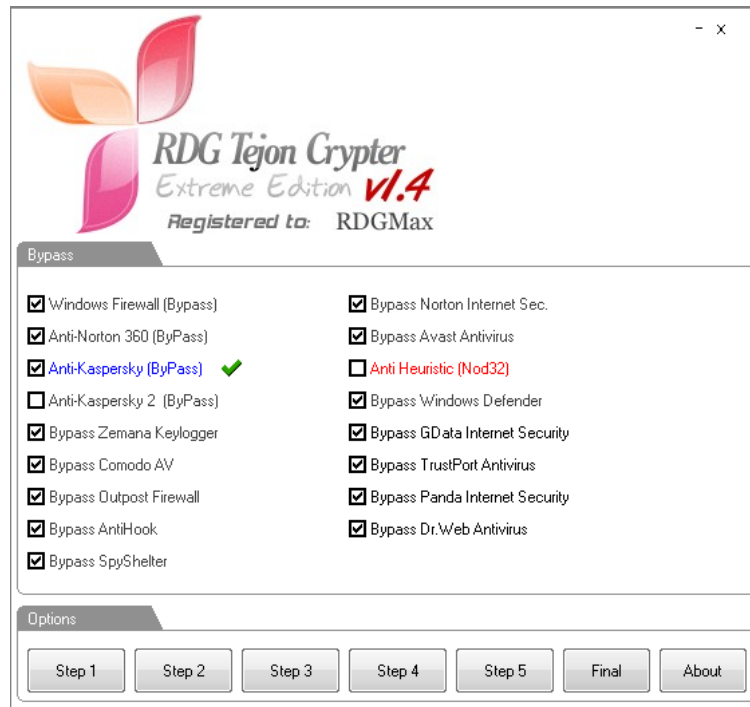 - x
RDG Tejon Crypter
Extreme Edition v1.4
Registered to: RDGMax
Bypass
Windows Firewall (Bypass)
Bypass Norton Internet Sec.
Anti-Norton 360 (ByPass)
Bypass Avast Antivirus
Anti-Kaspersky (ByPass)
Anti Heuristic (Nod32)
Anti-Kaspersky 2 (ByPass)
Bypass Windows Defender
Bypass Zemana Keylogger
Bypass GData Internet Security
Bypass Comodo AV
Bypass TrustPort Antivirus
Bypass Outpost Firewall
Bypass Panda Internet Security
Bypass AntiHook
Bypass Dr.Web Antivirus
Bypass SpyShelter
Options
Step 1
Step 2
Step 3
Step 4
Step 5
Final
About